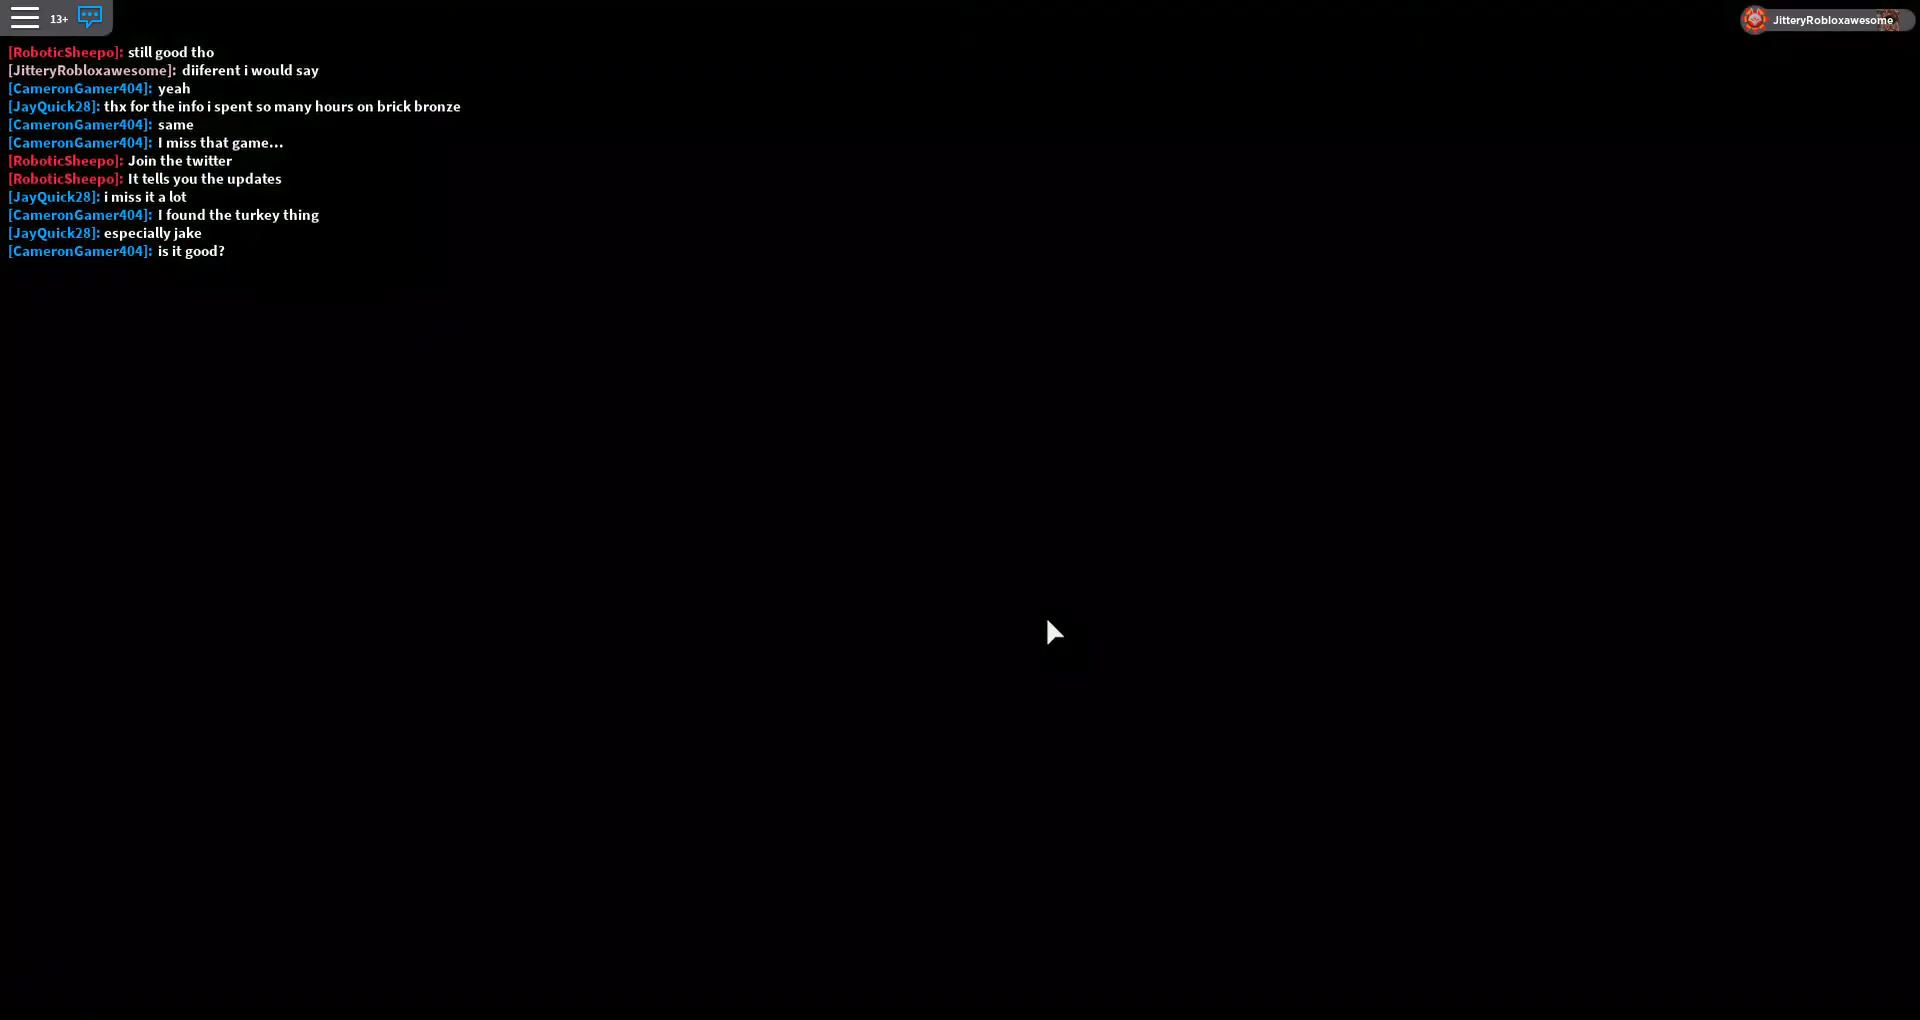 13+
JitteryRobloxawesome
[RoboticSheepo]: still good tho
[JitteryRobloxawesome]: diiferent i would say
[CameronGamer404]: yeah
[JayQuick28]: thx for the info i spent so many hours on brick bronze
[CameronGamer404]: same
[CameronGamer404]: I miss that game...
[RoboticSheepo]: Join the twitter
[RoboticSheepo]: It tells you the updates
[JayQuick28]: i miss it a lot
[CameronGamer404]: I found the turkey thing
[JayQuick28]: especially jake
[CameronGamer404]: is it good?